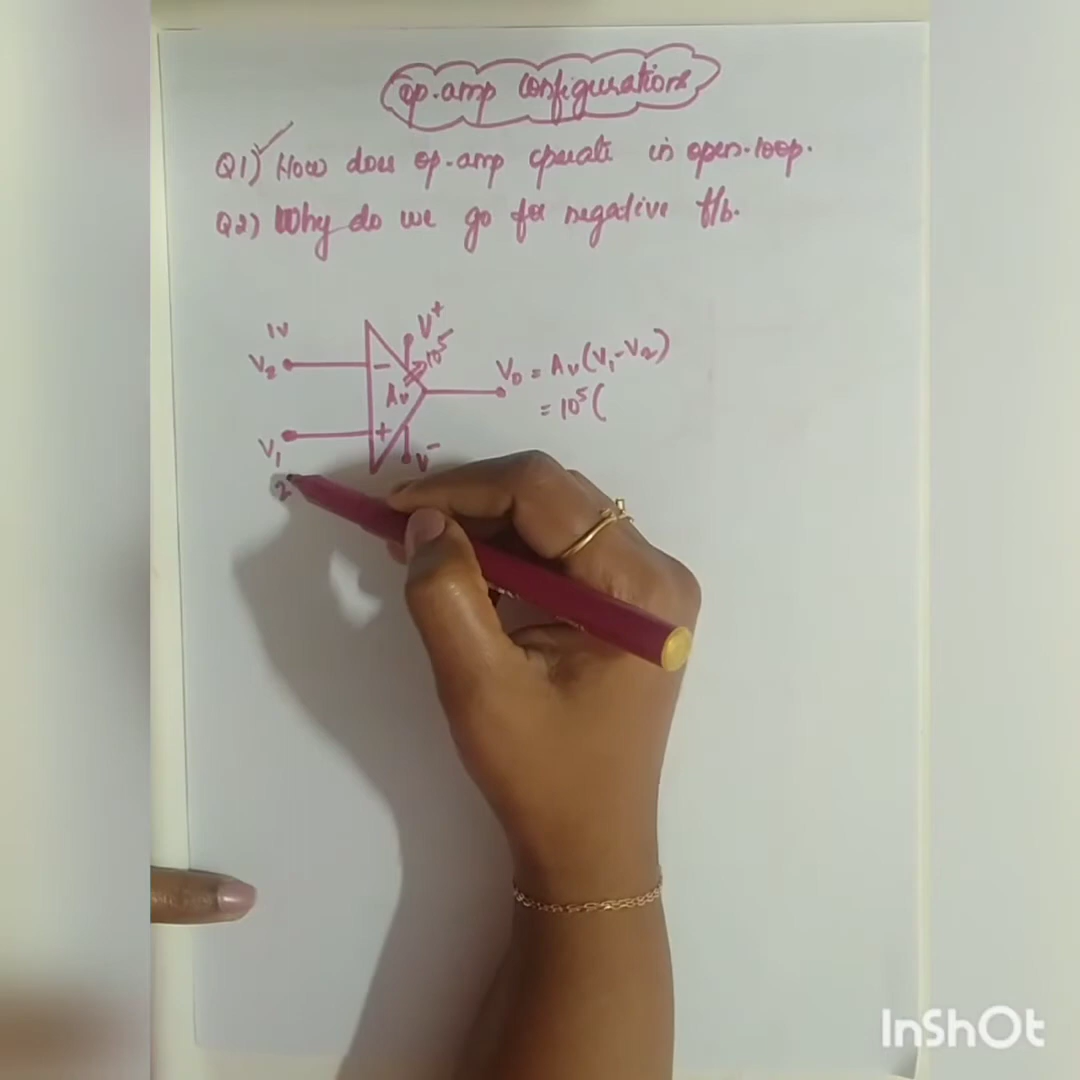 op-amp configurations
Q1) How does op-amp operate in open-loop.
Q2) Why do we go for negative f/b.
1v
V2
V+
10^5
−
Av
V0 = Av(V1-V2)
= 10^5 (
+
V1
V−
2
InShOt